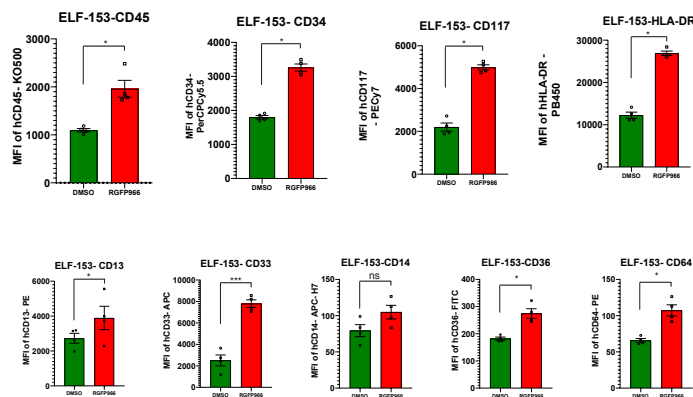 ELF-153-CD45
*
MFI of hCD45- KO500
3000
2000
1000
0
DMSO
RGFP966
ELF-153- CD34
*
MFI of hCD34-
PerCPCy5.5
4000
3000
2000
1000
0
DMSO
RGFP966
ELF-153- CD117
*
MFI of hCD117
- PECy7
6000
4000
2000
0
DMSO
RGFP966
ELF-153-HLA-DR
*
MFI of hHLA-DR -
PB450
30000
20000
10000
0
DMSO
RGFP966
ELF-153- CD13
*
MFI of hCD13- PE
6000
4000
2000
0
DMSO
RGFP966
ELF-153- CD33
***
MFI of hCD33- APC
10000
8000
6000
4000
2000
0
DMSO
RGFP966
ELF-153-CD14
ns
MFI of hCD14- APC- H7
150
100
50
0
DMSO
RGFP966
ELF-153- CD36
*
MFI of hCD36- FITC
400
300
200
100
0
DMSO
RGFP966
ELF-153- CD64
*
MFI of hCD64- PE
150
100
50
0
DMSO
RGFP966